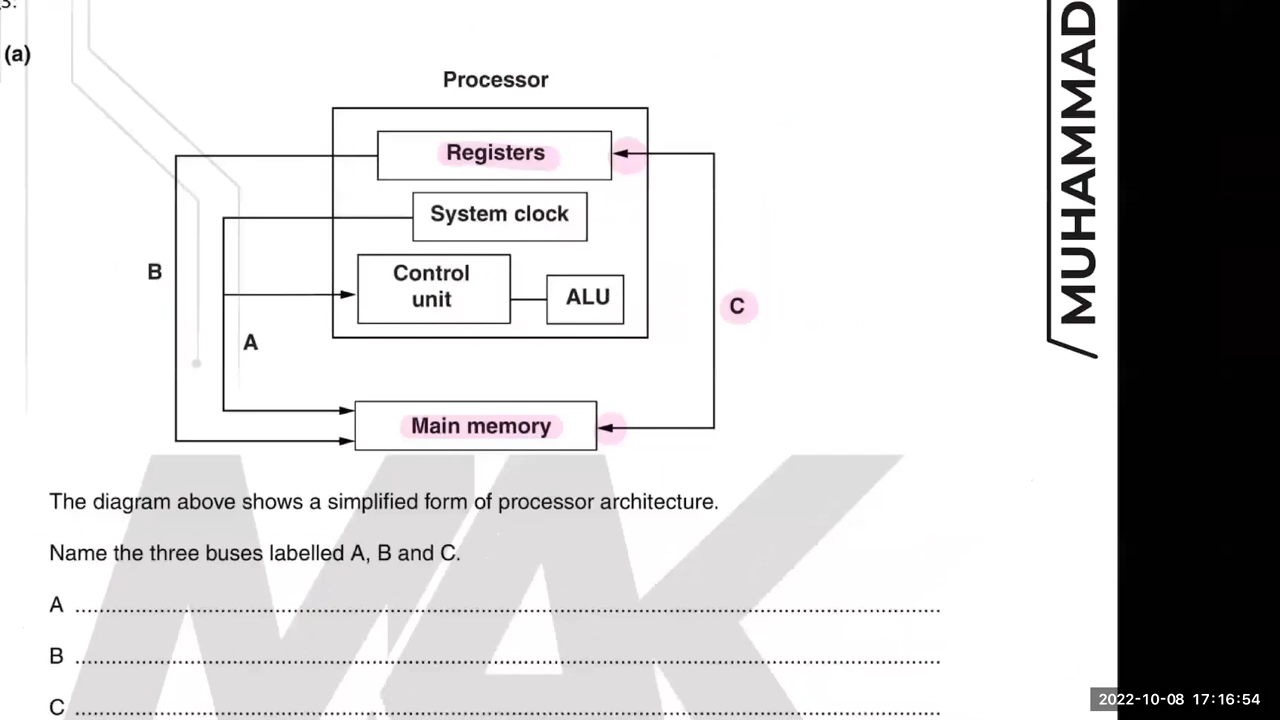 (a)
Processor
Registers
System clock
Control
unit
ALU
B
A
C
Main memory
The diagram above shows a simplified form of processor architecture.
Name the three buses labelled A, B and C.
A ........................................................................
B ........................................................................
C ........................................................................
MUHAMMAD
MAK
2022-10-08 17:16:54